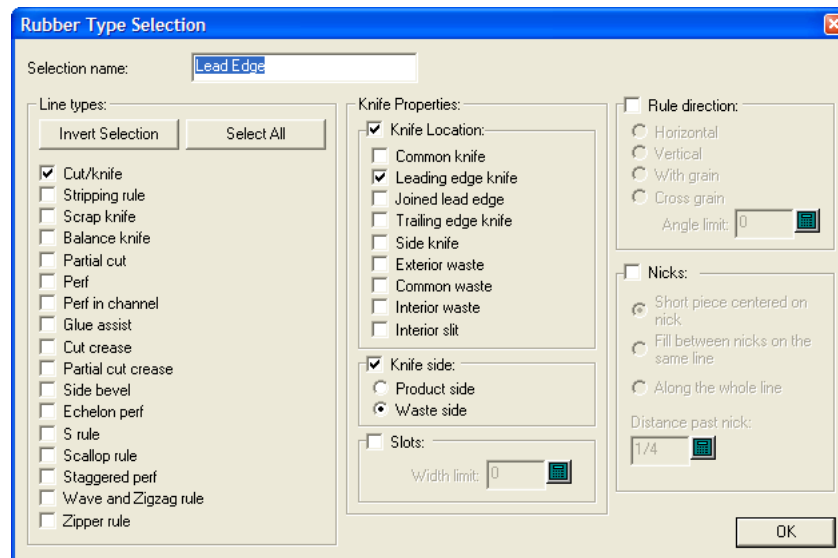 Rubber Type Selection
Selection name: Lead Edge
Line types:
Invert Selection Select All
Cut/knife
Stripping rule
Scrap knife
Balance knife
Partial cut
Perf
Perf in channel
Glue assist
Cut crease
Partial cut crease
Side bevel
Echelon perf
S rule
Scallop rule
Staggered perf
Wave and Zigzag rule
Zipper rule
Knife Properties:
Knife Location:
Common knife
Leading edge knife
Joined lead edge
Trailing edge knife
Side knife
Exterior waste
Common waste
Interior waste
Interior slit
Knife side:
Product side
Waste side
Slots:
Width limit: 0
Rule direction:
Horizontal
Vertical
With grain
Cross grain
Angle limit: 0
Nicks:
Short piece centered on
nick
Fill between nicks on the
same line
Along the whole line
Distance past nick:
1/4
OK